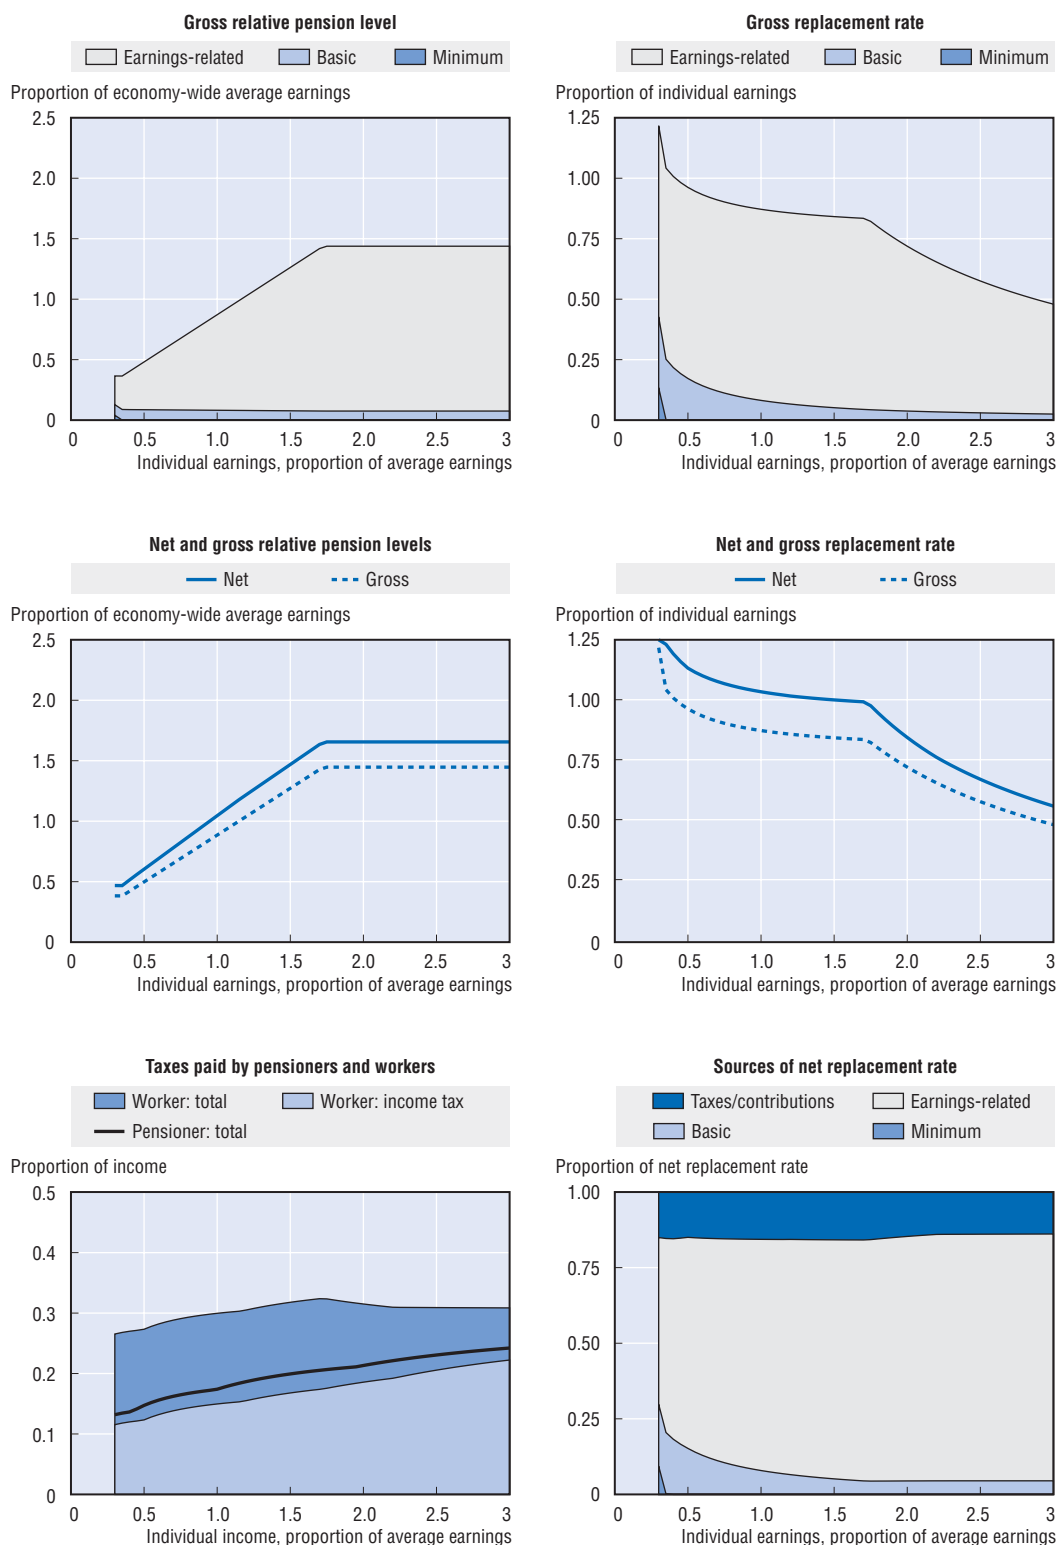 Gross relative pension level
Earnings-related Basic Minimum
Proportion of economy-wide average earnings
2.5
2.0
1.5
1.0
0.5
0
0 0.5 1.0 1.5 2.0 2.5 3
Individual earnings, proportion of average earnings
Gross replacement rate
Earnings-related Basic Minimum
Proportion of individual earnings
1.25
1.00
0.75
0.50
0.25
0
0 0.5 1.0 1.5 2.0 2.5 3
Individual earnings, proportion of average earnings
Net and gross relative pension levels
Net Gross
Proportion of economy-wide average earnings
2.5
2.0
1.5
1.0
0.5
0
0 0.5 1.0 1.5 2.0 2.5 3
Individual earnings, proportion of average earnings
Net and gross replacement rate
Net Gross
Proportion of individual earnings
1.25
1.00
0.75
0.50
0.25
0
0 0.5 1.0 1.5 2.0 2.5 3
Individual earnings, proportion of average earnings
Taxes paid by pensioners and workers
Worker: total Worker: income tax
Pensioner: total
Proportion of income
0.5
0.4
0.3
0.2
0.1
0
0 0.5 1.0 1.5 2.0 2.5 3
Individual income, proportion of average earnings
Sources of net replacement rate
Taxes/contributions Earnings-related
Basic Minimum
Proportion of net replacement rate
1.00
0.75
0.50
0.25
0
0 0.5 1.0 1.5 2.0 2.5 3
Individual earnings, proportion of average earnings